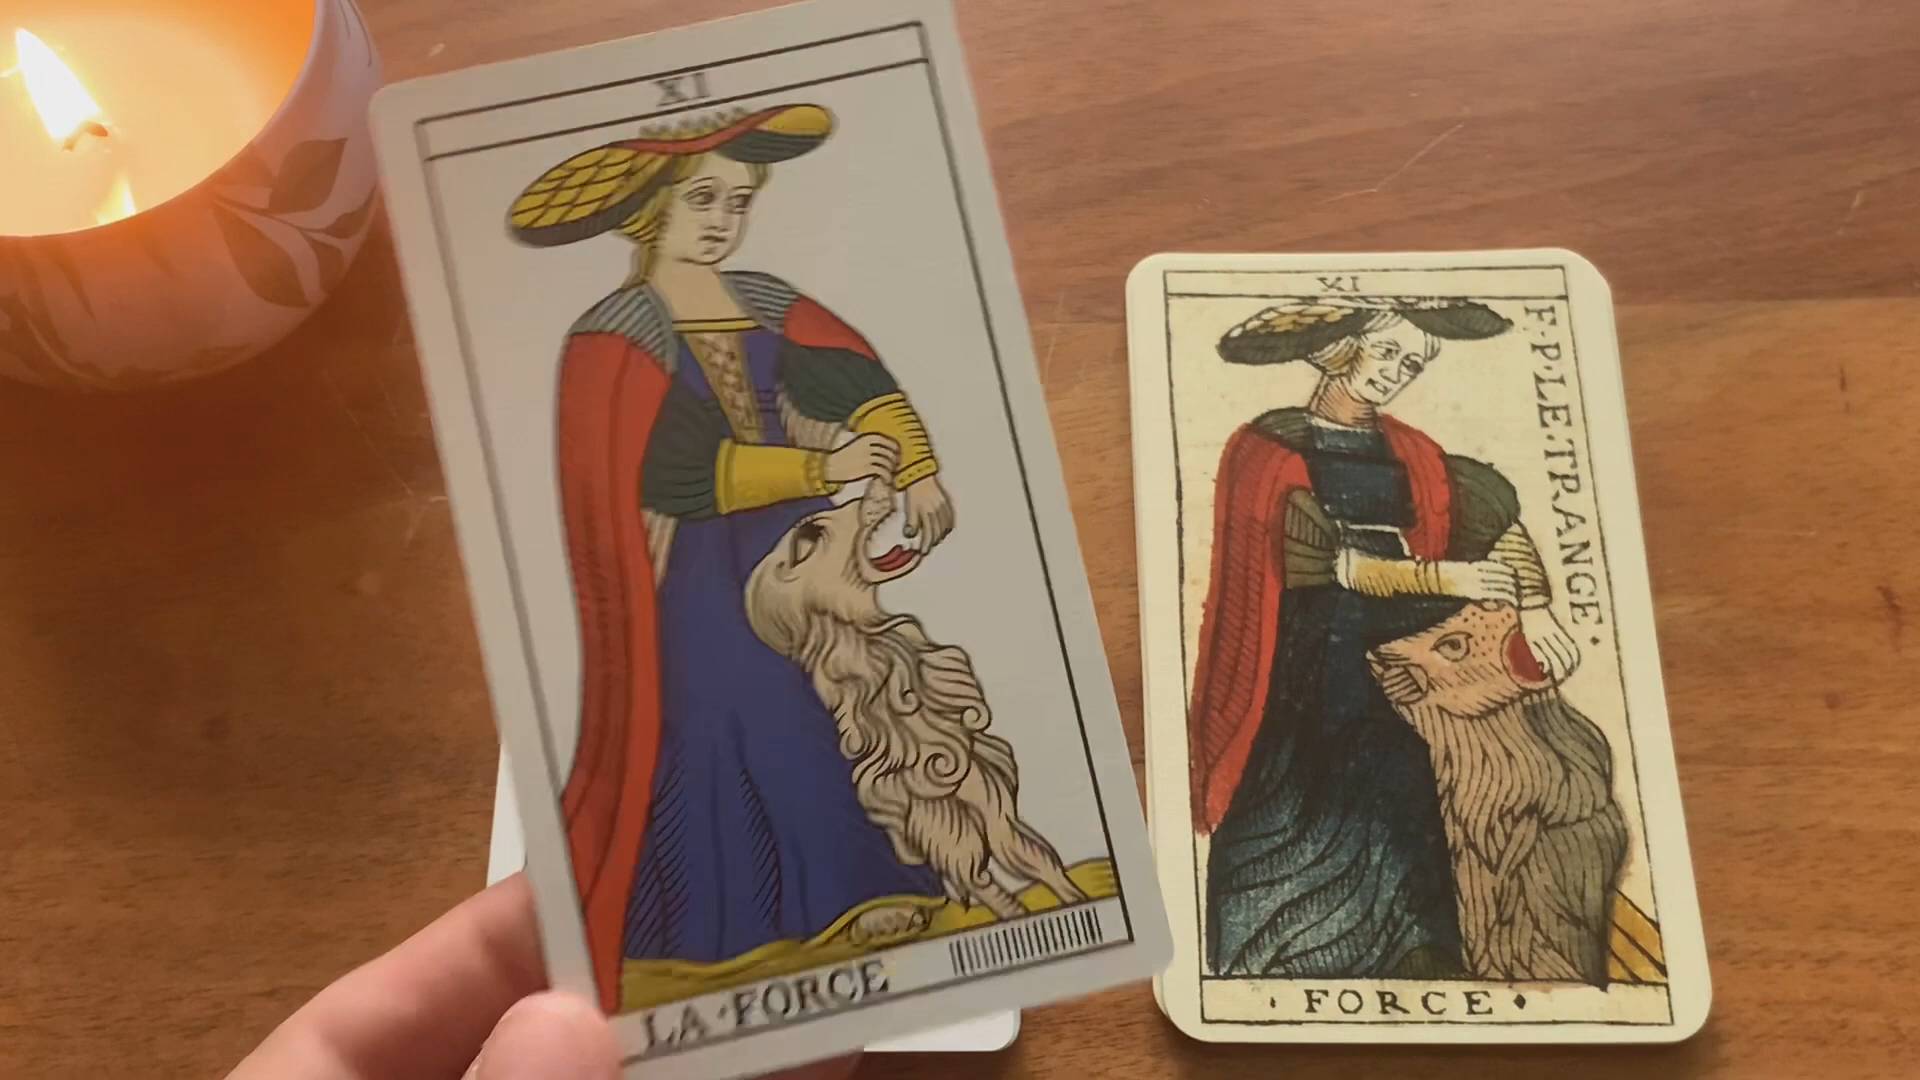 XI
LA·FORCE
XI
F·P·LE·TRANGE·
·FORCE·